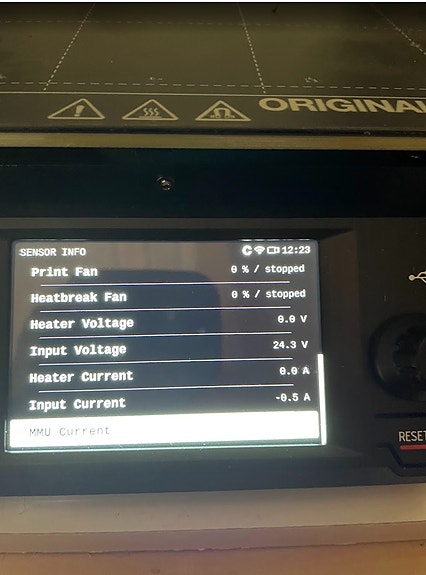 ORIGINAL
SENSOR INFO 12:23
Print Fan 0 % / stopped
Heatbreak Fan 0 % / stopped
Heater Voltage 0.0 V
Input Voltage 24.3 V
Heater Current 0.0 A
Input Current -0.5 A
MMU Current
RESET